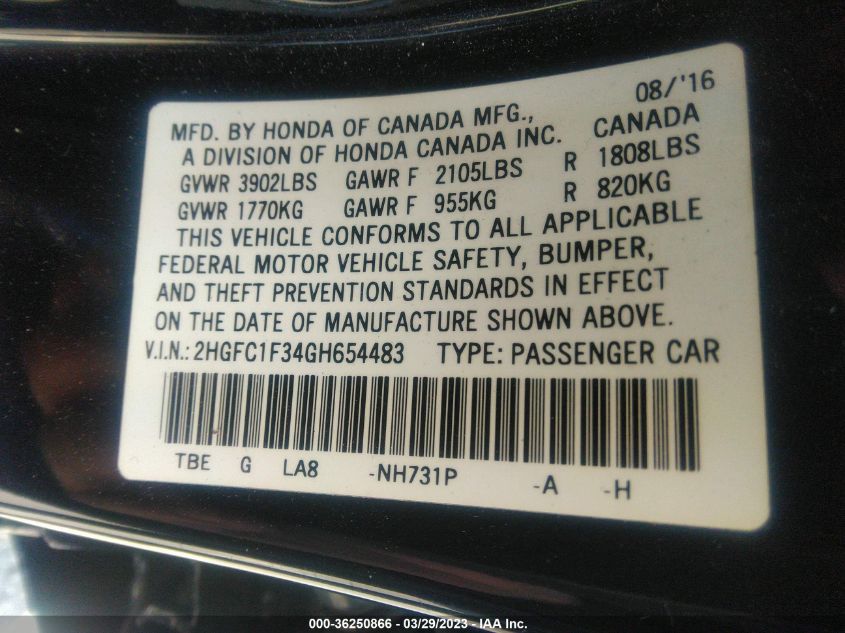 08/'16
MFD. BY HONDA OF CANADA MFG., CANADA
A DIVISION OF HONDA CANADA INC.
GVWR 3902LBS GAWR F 2105LBS R 1808LBS
GVWR 1770KG GAWR F 955KG R 820KG
THIS VEHICLE CONFORMS TO ALL APPLICABLE
FEDERAL MOTOR VEHICLE SAFETY, BUMPER,
AND THEFT PREVENTION STANDARDS IN EFFECT
ON THE DATE OF MANUFACTURE SHOWN ABOVE.
V.I.N.: 2HGFC1F34GH654483 TYPE: PASSENGER CAR
TBE G LA8 -NH731P -A -H
000-36250866 - 03/29/2023 - IAA Inc.